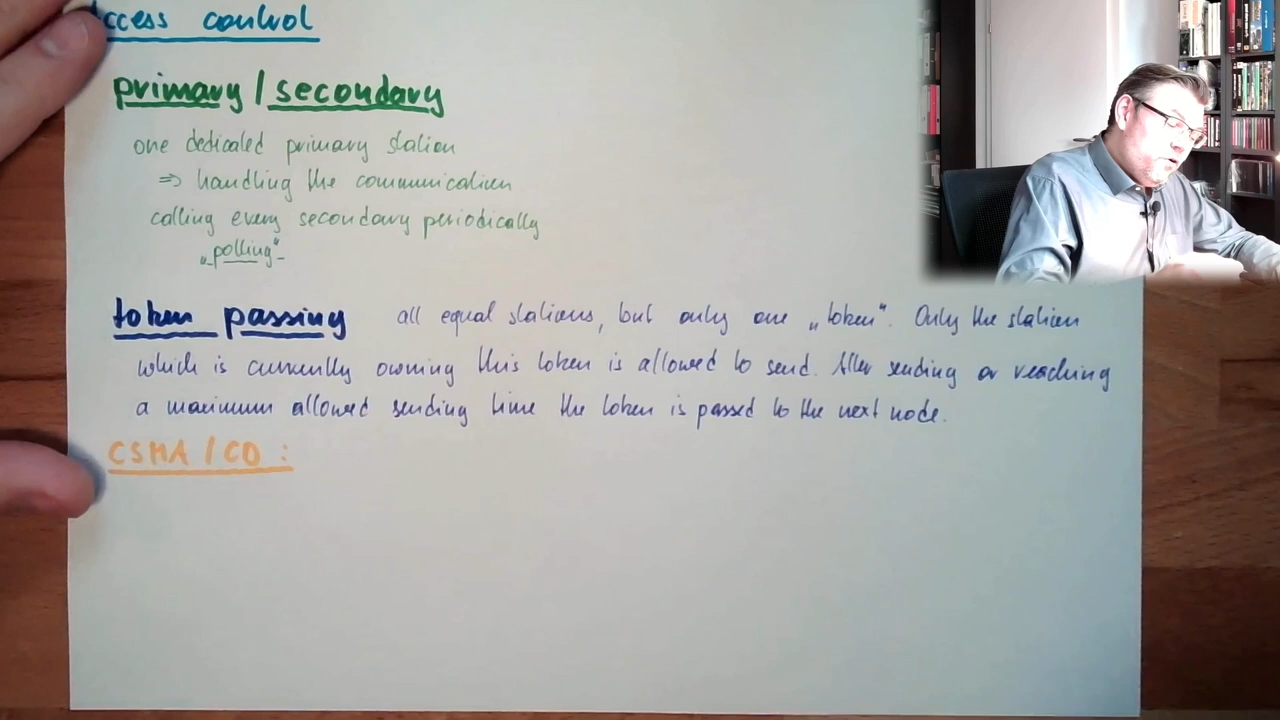 access control
primary / secondary
one dedicated primary station
⇒ handling the communication
calling every secondary periodically
„polling"
token passing all equal stations, but only one „token". Only the station
which is currently owning this token is allowed to send. After sending or reaching
a maximum allowed sending time the token is passed to the next node.
CSMA / CD :